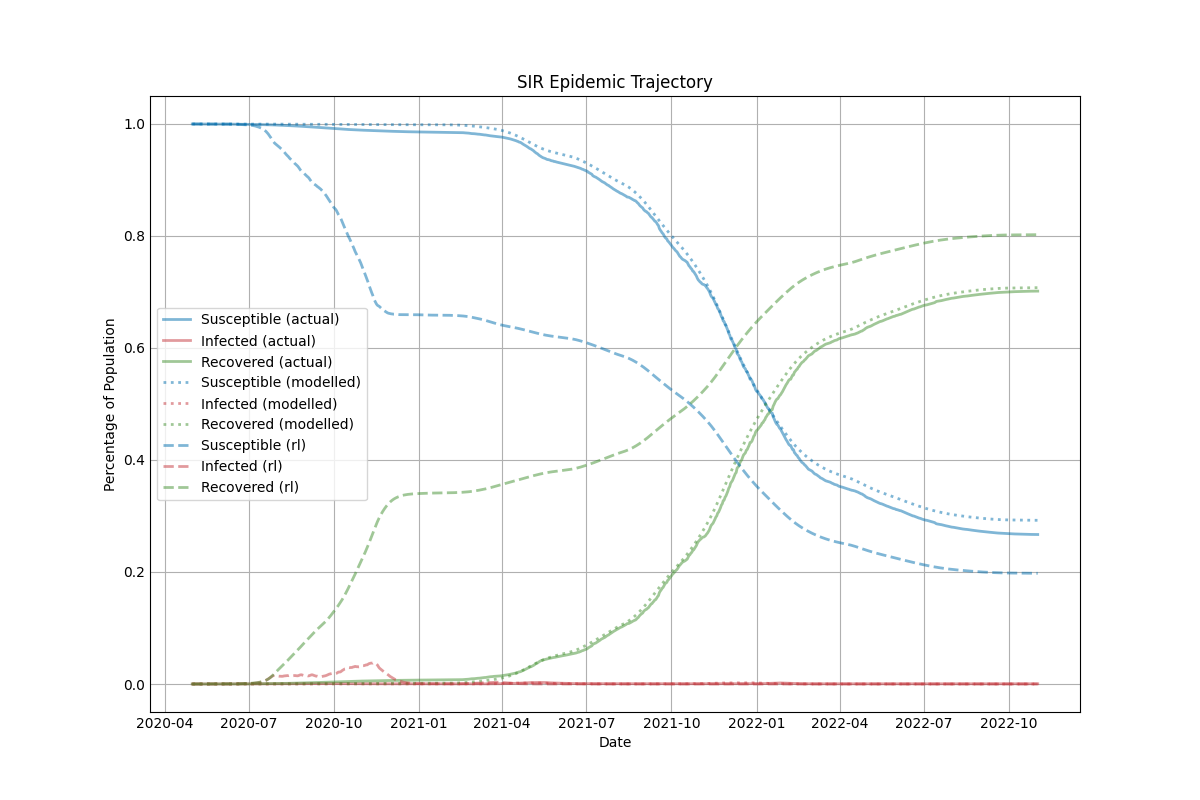 SIR Epidemic Trajectory
Percentage of Population
1.0
0.8
0.6
0.4
0.2
0.0
Susceptible (actual)
Infected (actual)
Recovered (actual)
Susceptible (modelled)
Infected (modelled)
Recovered (modelled)
Susceptible (rl)
Infected (rl)
Recovered (rl)
2020-04 2020-07 2020-10 2021-01 2021-04 2021-07 2021-10 2022-01 2022-04 2022-07 2022-10
Date